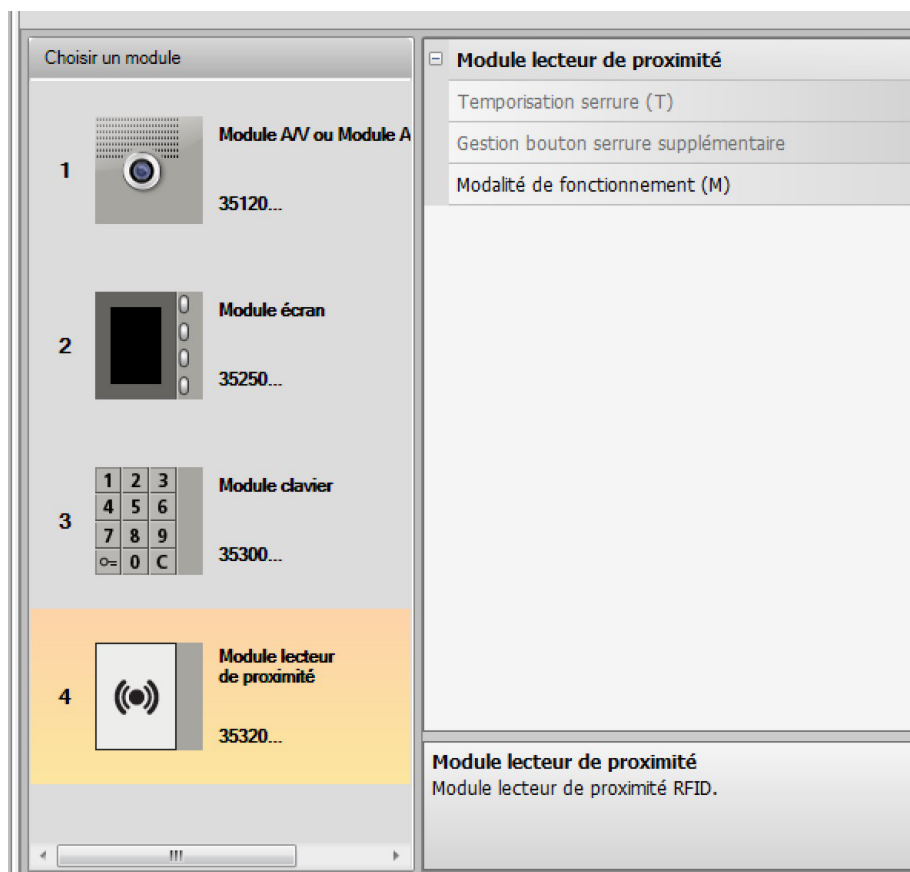 Choisir un module
1
Module A/V ou Module A
35120...
2
Module écran
35250...
3
1 2 3
4 5 6
7 8 9
0 C
Module clavier
35300...
4
Module lecteur
de proximité
35320...
Module lecteur de proximité
Temporisation serrure (T)
Gestion bouton serrure supplémentaire
Modalité de fonctionnement (M)
Module lecteur de proximité
Module lecteur de proximité RFID.